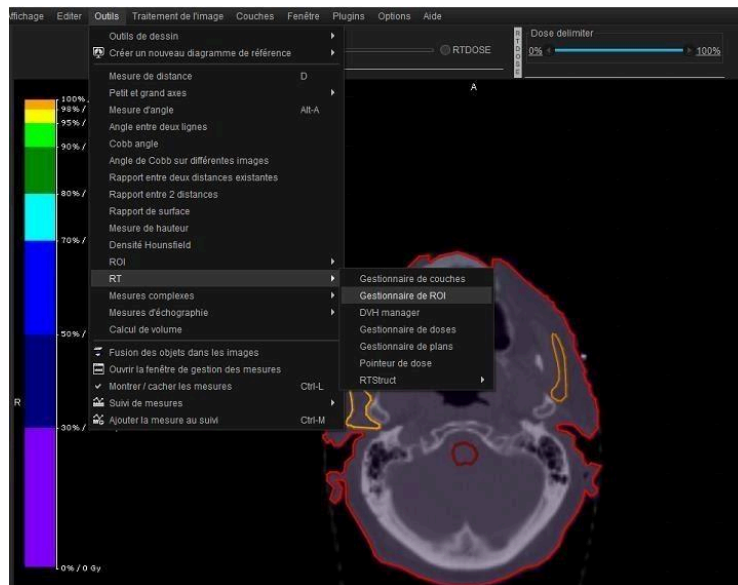 Affichage Editer Outils Traitement de l'image Couches Fenêtre Plugins Options Aide
Outils de dessin
Créer un nouveau diagramme de référence
RTDOSE
RTDOSE
Dose delimiter
0% 100%
Mesure de distance D
Petit et grand axes
Mesure d'angle Alt-A
Angle entre deux lignes
Cobb angle
Angle de Cobb sur différentes images
Rapport entre deux distances existantes
Rapport entre 2 distances
Rapport de surface
Mesure de hauteur
Densité Hounsfield
ROI
RT
Mesures complexes
Mesures d'échographie
Calcul de volume
Fusion des objets dans les images
Ouvrir la fenêtre de gestion des mesures
Montrer / cacher les mesures Ctrl-L
Suivi de mesures
Ajouter la mesure au suivi Ctrl-M
Gestionnaire de couches
Gestionnaire de ROI
DVH manager
Gestionnaire de doses
Gestionnaire de plans
Pointeur de dose
RTStruct
A
R
100%
98% /
95% /
90% /
80% /
70% /
50% /
30% /
0% / 0 Gy